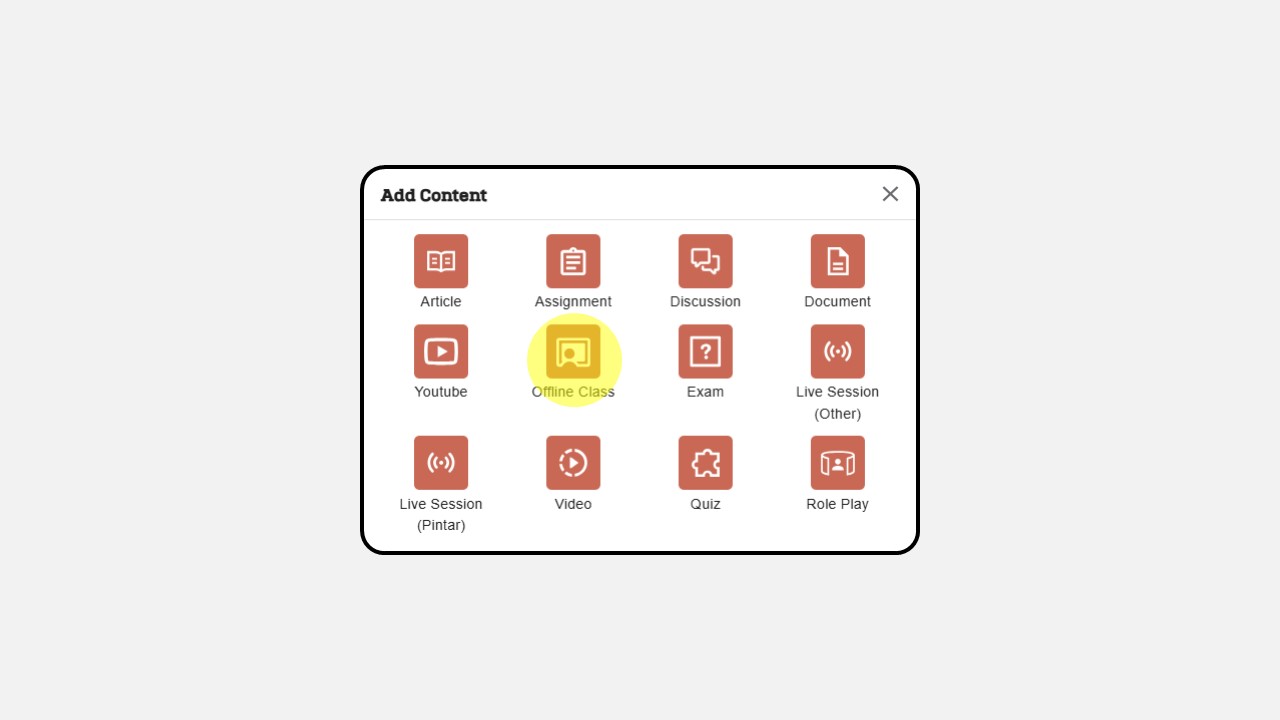 Add Content
Article
Assignment
Discussion
Document
Youtube
Offline Class
Exam
Live Session
(Other)
Live Session
(Pintar)
Video
Quiz
Role Play